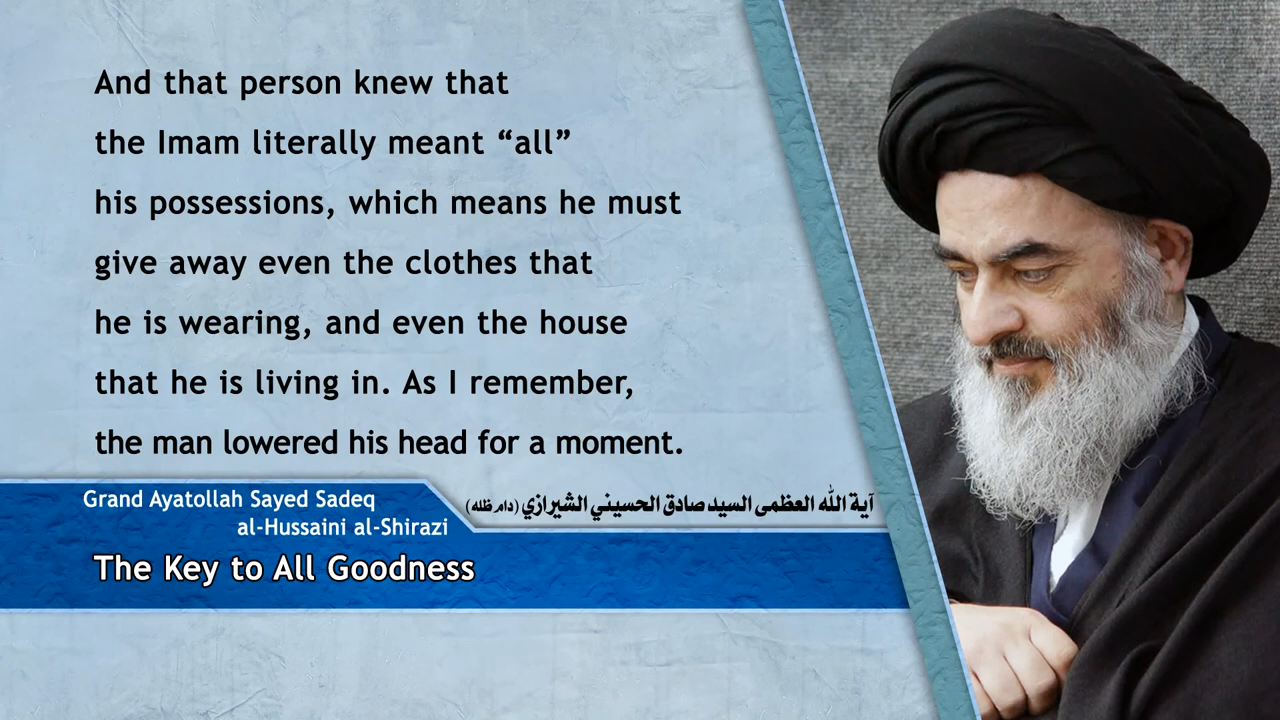 And that person knew that
the Imam literally meant “all”
his possessions, which means he must
give away even the clothes that
he is wearing, and even the house
that he is living in. As I remember,
the man lowered his head for a moment.
Grand Ayatollah Sayed Sadeq
al-Hussaini al-Shirazi
آية الله العظمى السيد صادق الحسيني الشيرازي (دام ظله)
The Key to All Goodness